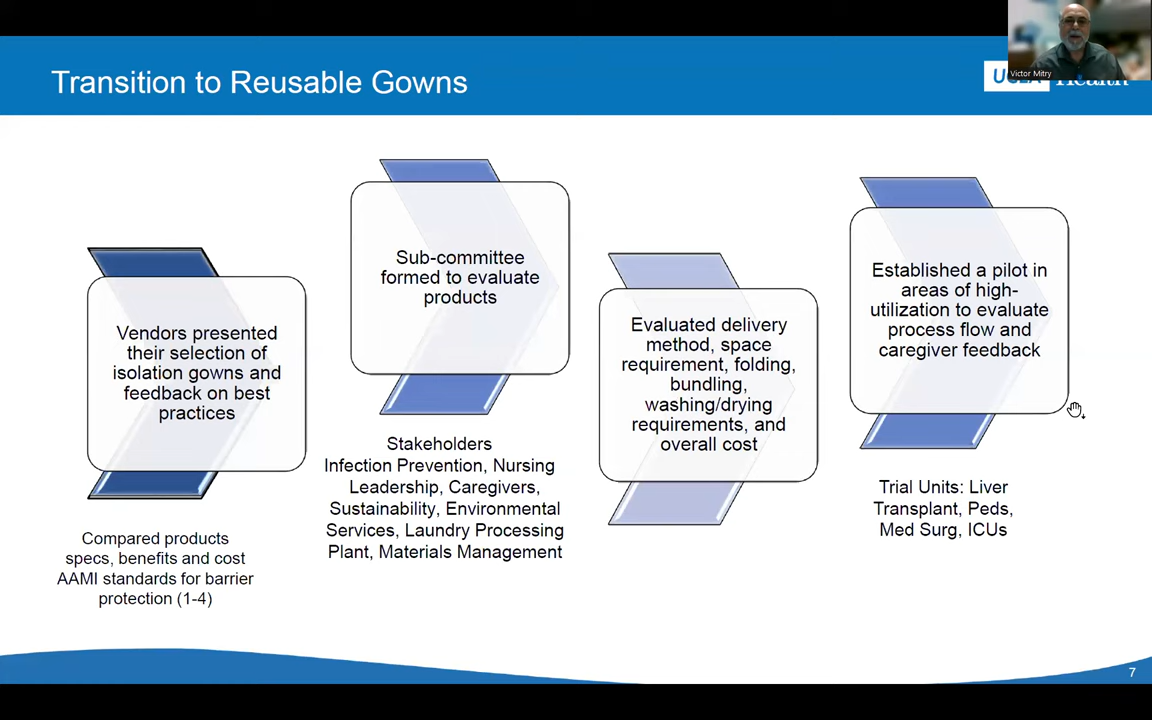 Transition to Reusable Gowns
Victor Mitry
UCLA Health
Vendors presented
their selection of
isolation gowns and
feedback on best
practices
Compared products
specs, benefits and cost
AAMI standards for barrier
protection (1-4)
Sub-committee
formed to evaluate
products
Stakeholders
Infection Prevention, Nursing
Leadership, Caregivers,
Sustainability, Environmental
Services, Laundry Processing
Plant, Materials Management
Evaluated delivery
method, space
requirement, folding,
bundling,
washing/drying
requirements, and
overall cost
Established a pilot in
areas of high-
utilization to evaluate
process flow and
caregiver feedback
Trial Units: Liver
Transplant, Peds,
Med Surg, ICUs
7